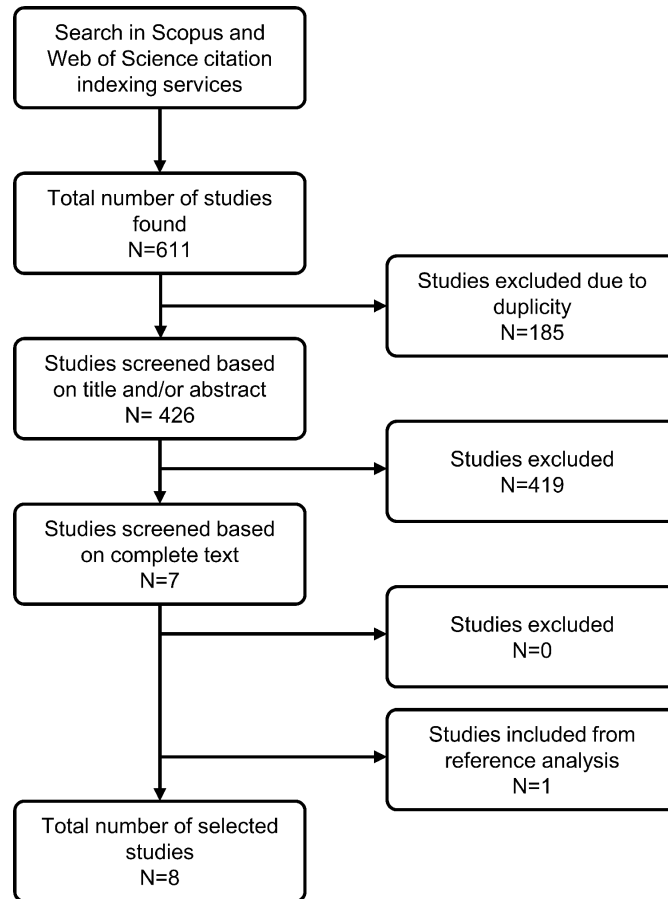 Search in Scopus and
Web of Science citation
indexing services
Total number of studies
found
N=611
Studies excluded due to
duplicity
N=185
Studies screened based
on title and/or abstract
N= 426
Studies excluded
N=419
Studies screened based
on complete text
N=7
Studies excluded
N=0
Studies included from
reference analysis
N=1
Total number of selected
studies
N=8